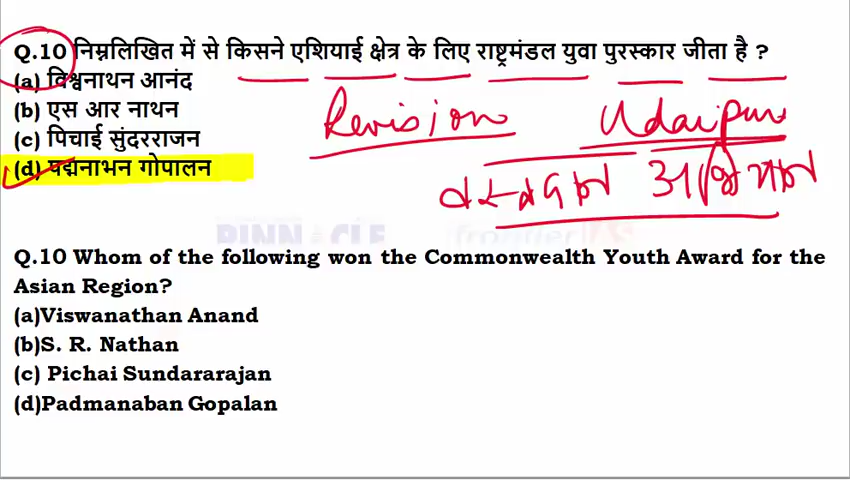 Q.10 निम्नलिखित में से किसने एशियाई क्षेत्र के लिए राष्ट्रमंडल युवा पुरस्कार जीता है ?
(a) विश्वनाथन आनंद
(b) एस आर नाथन
(c) पिचाई सुंदरराजन
(d) पद्मनाभन गोपालन
Revision Udaipur
PINNACLE
Q.10 Whom of the following won the Commonwealth Youth Award for the
Asian Region?
(a)Viswanathan Anand
(b)S. R. Nathan
(c) Pichai Sundararajan
(d)Padmanaban Gopalan